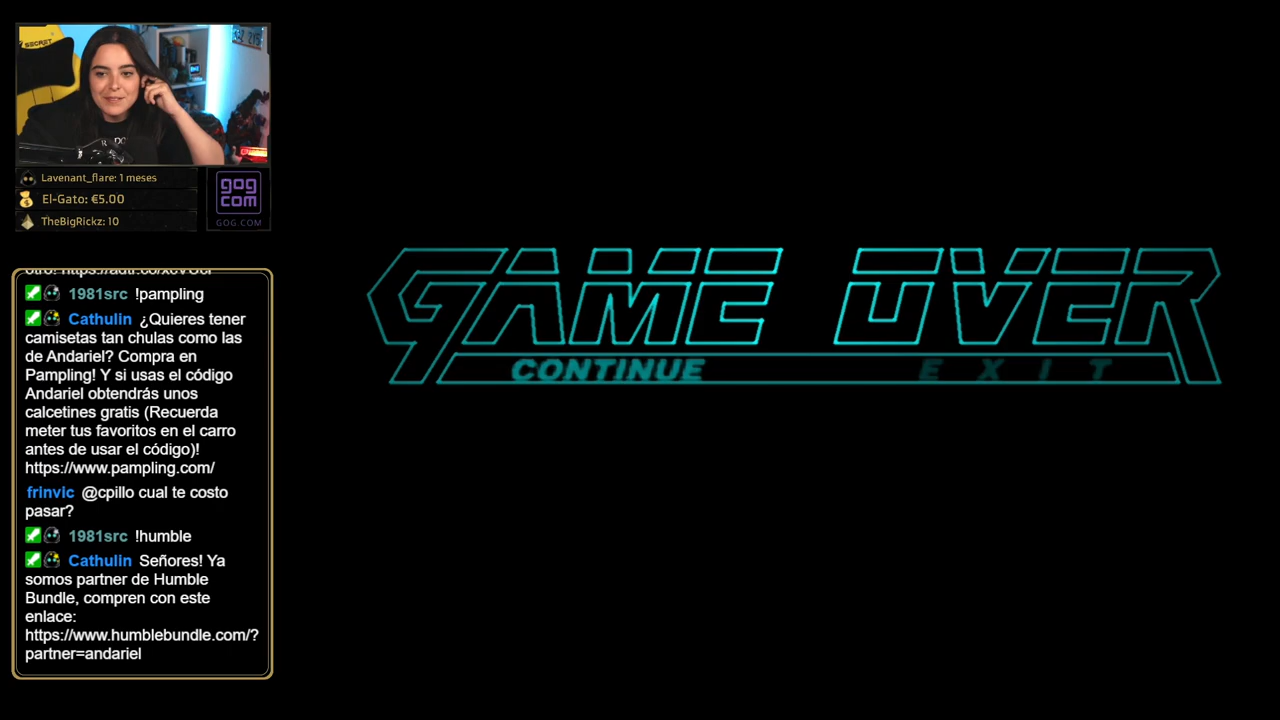 SECRET
Lavenant_flare: 1 meses
El-Gato: €5.00
TheBigRickz: 10
gog
com
GOG.COM
1981src !pampling
Cathulin ¿Quieres tener
camisetas tan chulas como las
de Andariel? Compra en
Pampling! Y si usas el código
Andariel obtendrás unos
calcetines gratis (Recuerda
meter tus favoritos en el carro
antes de usar el código)!
https://www.pampling.com/
frinvic @cpillo cual te costo
pasar?
1981src !humble
Cathulin Señores! Ya
somos partner de Humble
Bundle, compren con este
enlace:
https://www.humblebundle.com/?
partner=andariel
GAME OVER
CONTINUE EXIT